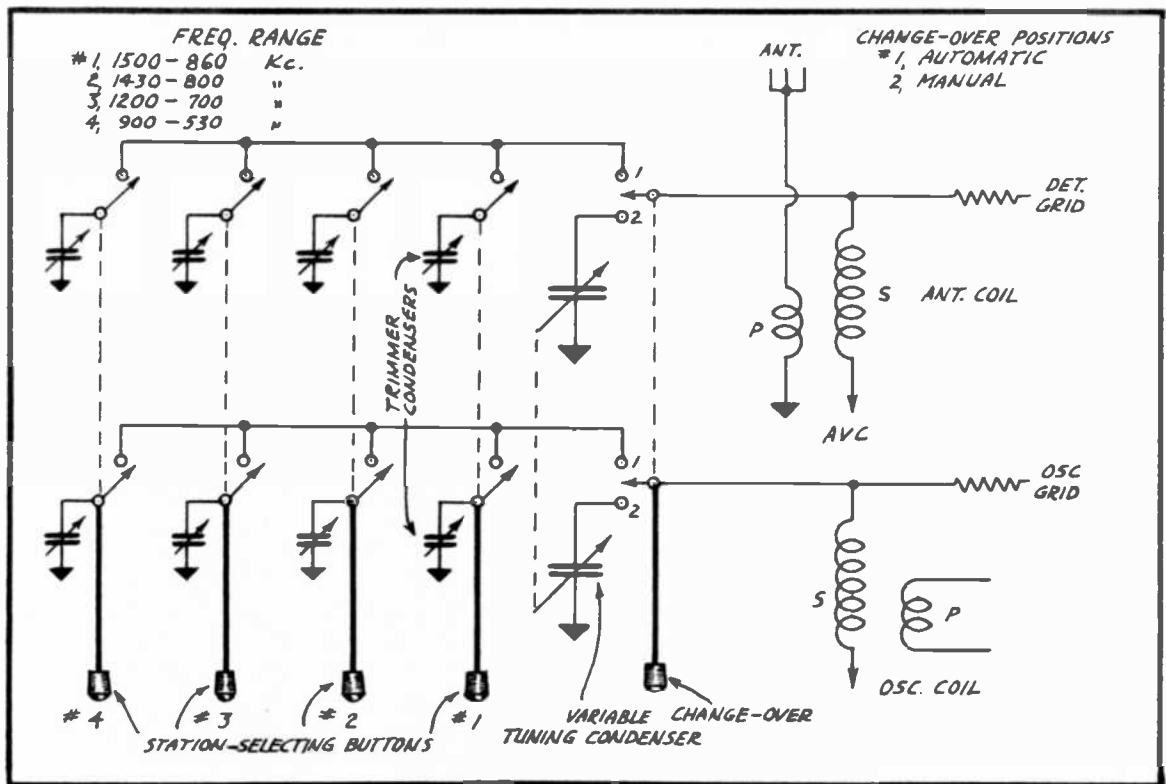 FREQ. RANGE
#1, 1500-860 Kc.
2, 1430-800 "
3, 1200-700 "
4, 900-530 "
ANT.
CHANGE-OVER POSITIONS
#1, AUTOMATIC
2, MANUAL
1
2
DET.
GRID
S ANT. COIL
P
AVC
TRIMMER
CONDENSERS
1
2
OSC
GRID
S
P
OSC. COIL
#4
#3
#2
#1
STATION-SELECTING BUTTONS
VARIABLE
TUNING CONDENSER
CHANGE-OVER